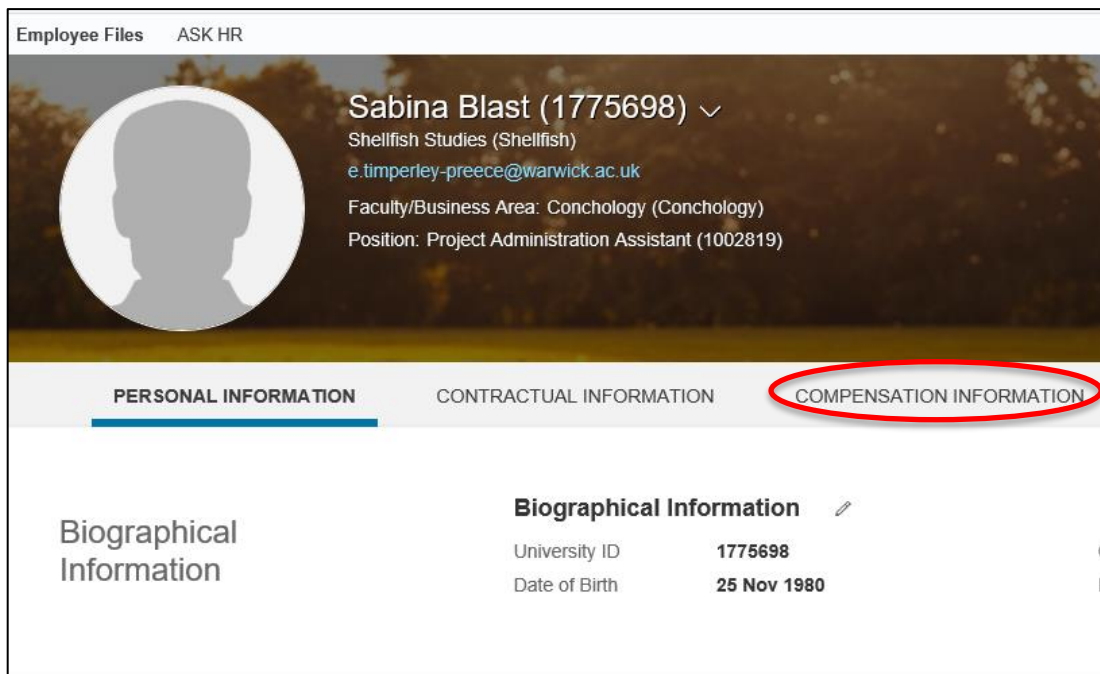 Employee Files ASK HR
Sabina Blast (1775698)
Shellfish Studies (Shellfish)
e.timperley-preece@warwick.ac.uk
Faculty/Business Area: Conchology (Conchology)
Position: Project Administration Assistant (1002819)
PERSONAL INFORMATION CONTRACTUAL INFORMATION COMPENSATION INFORMATION
Biographical
Information
Biographical Information
University ID 1775698
Date of Birth 25 Nov 1980